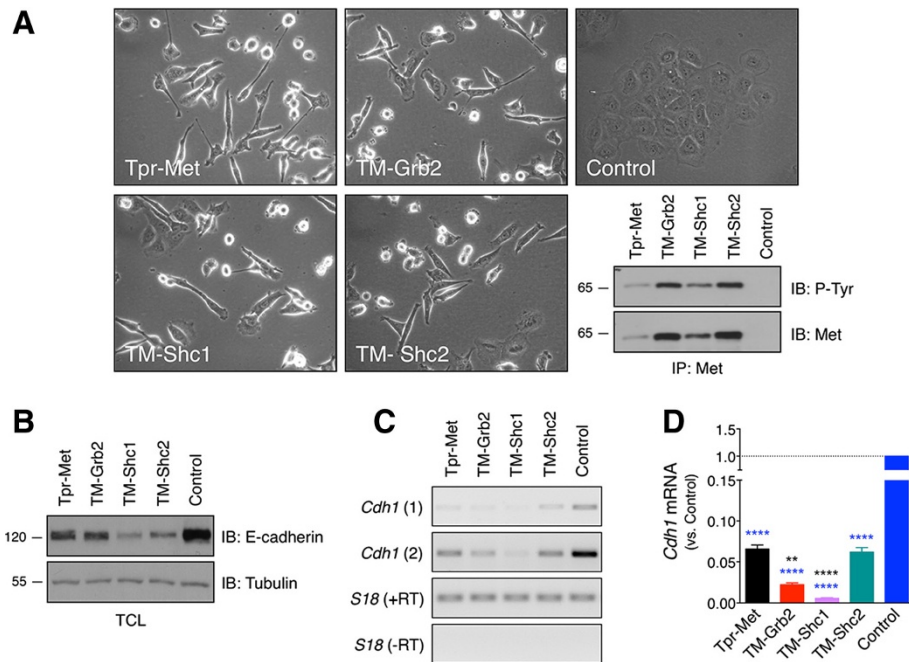 A
Tpr-Met
TM-Grb2
Control
TM-Shc1
TM- Shc2
Tpr-Met
TM-Grb2
TM-Shc1
TM-Shc2
Control
65
IB: P-Tyr
65
IB: Met
IP: Met
B
Tpr-Met
TM-Grb2
TM-Shc1
TM-Shc2
Control
120
IB: E-cadherin
55
IB: Tubulin
TCL
C
Tpr-Met
TM-Grb2
TM-Shc1
TM-Shc2
Control
Cdh1 (1)
Cdh1 (2)
S18 (+RT)
S18 (-RT)
D
Cdh1 mRNA
(vs. Control)
1.5
1.0
0.15
0.10
0.05
0.00
****
**
****
****
****
****
Tpr-Met
TM-Grb2
TM-Shc1
TM-Shc2
Control